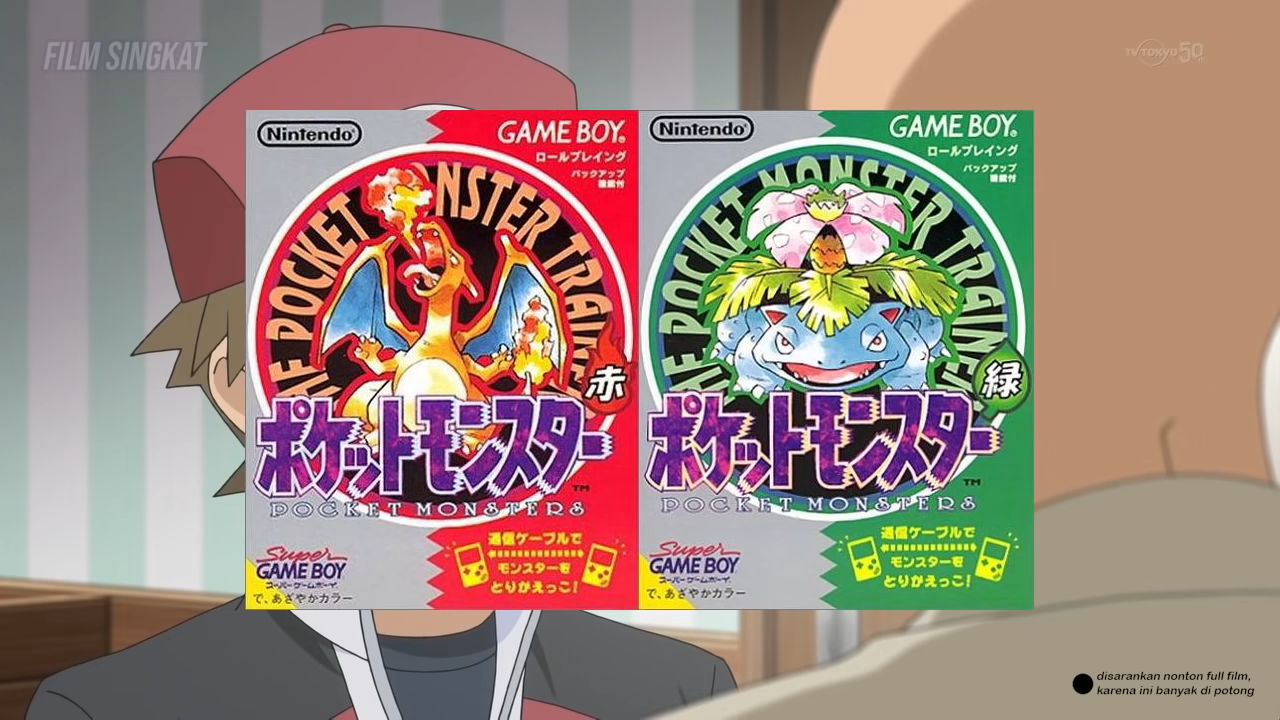 FILM SINGKAT
TV TOKYO 50
Nintendo®
GAME BOY®
ロールプレイング
バックアップ
機能付
THE POCKET MONSTER TRAINER
赤
ポケットモンスター
™
POCKET MONSTERS
通信ケーブルで
モンスターを
とりかえっこ!
Super
GAME BOY
スーパーゲームボーイ
で、あざやかカラー
Nintendo®
GAME BOY®
ロールプレイング
バックアップ
機能付
THE POCKET MONSTER TRAINER
緑
ポケットモンスター
™
POCKET MONSTERS
通信ケーブルで
モンスターを
とりかえっこ!
Super
GAME BOY
スーパーゲームボーイ
で、あざやかカラー
disarankan nonton full film,
karena ini banyak di potong